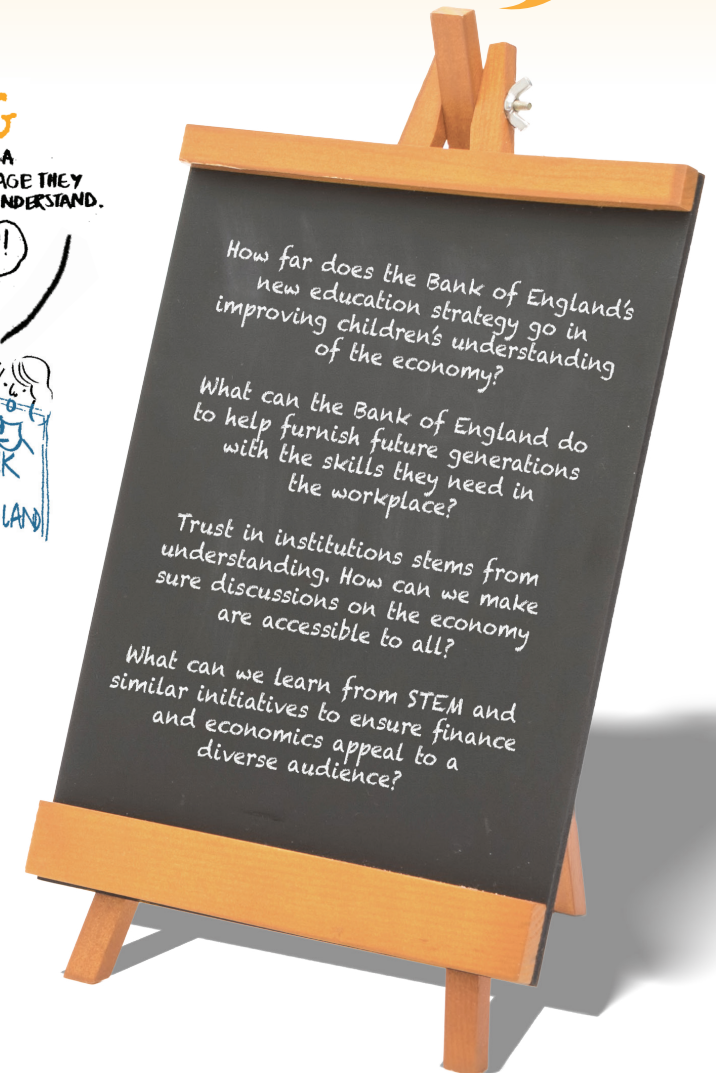 G
A
AGE THEY
NDERSTAND.
!
K
LAND
How far does the Bank of England's
new education strategy go in
improving children's understanding
of the economy?
What can the Bank of England do
to help furnish future generations
with the skills they need in
the workplace?
Trust in institutions stems from
understanding. How can we make
sure discussions on the economy
are accessible to all?
What can we learn from STEM and
similar initiatives to ensure finance
and economics appeal to a
diverse audience?